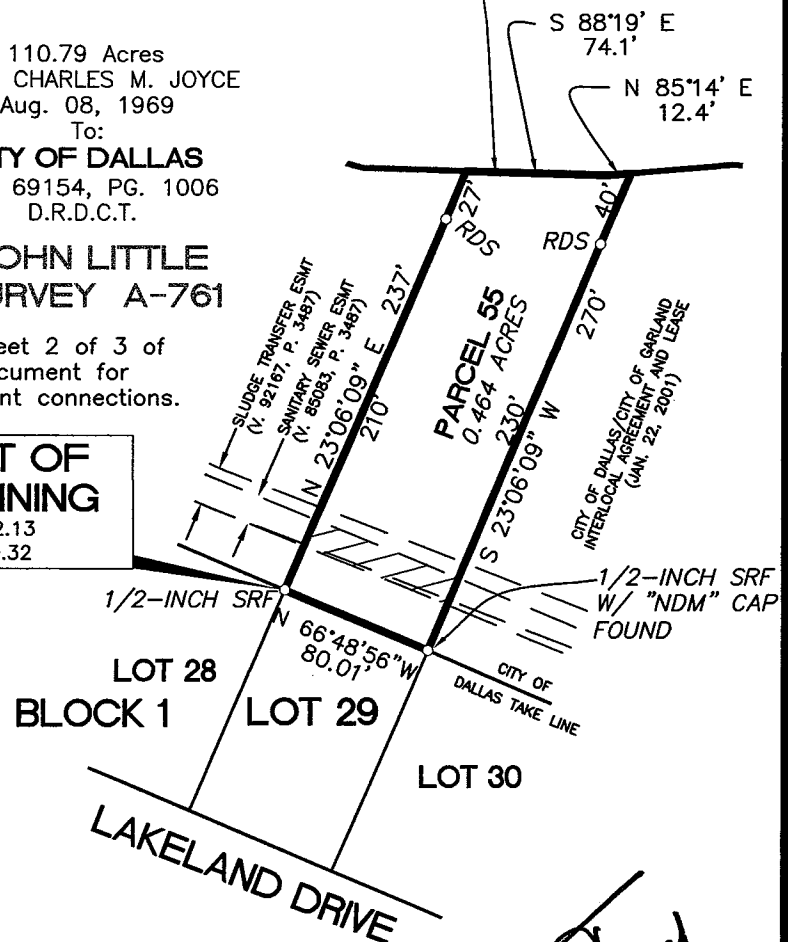 S 88°19' E
74.1'
N 85°14' E
12.4'
110.79 Acres
CHARLES M. JOYCE
Aug. 08, 1969
To:
TY OF DALLAS
69154, PG. 1006
D.R.D.C.T.
OHN LITTLE
URVEY A-761
eet 2 of 3 of
cument for
nt connections.
T OF
NING
2.13
.32
27'
RDS
40'
RDS
SLUDGE TRANSFER ESMT
(V. 92167, P. 3487)
SANITARY SEWER ESMT
(V. 85083, P. 3487)
N 23°06'09" E 237'
210'
PARCEL 55
0.464 ACRES
230'
S 23°06'09" W
270'
CITY OF DALLAS/CITY OF GARLAND
INTERLOCAL AGREEMENT AND LEASE
(JAN. 22, 2001)
1/2-INCH SRF
1/2-INCH SRF
W/ "NDM" CAP
FOUND
N 66°48'56"W
80.01'
CITY OF
DALLAS TAKE LINE
LOT 28
BLOCK 1
LOT 29
LOT 30
LAKELAND DRIVE